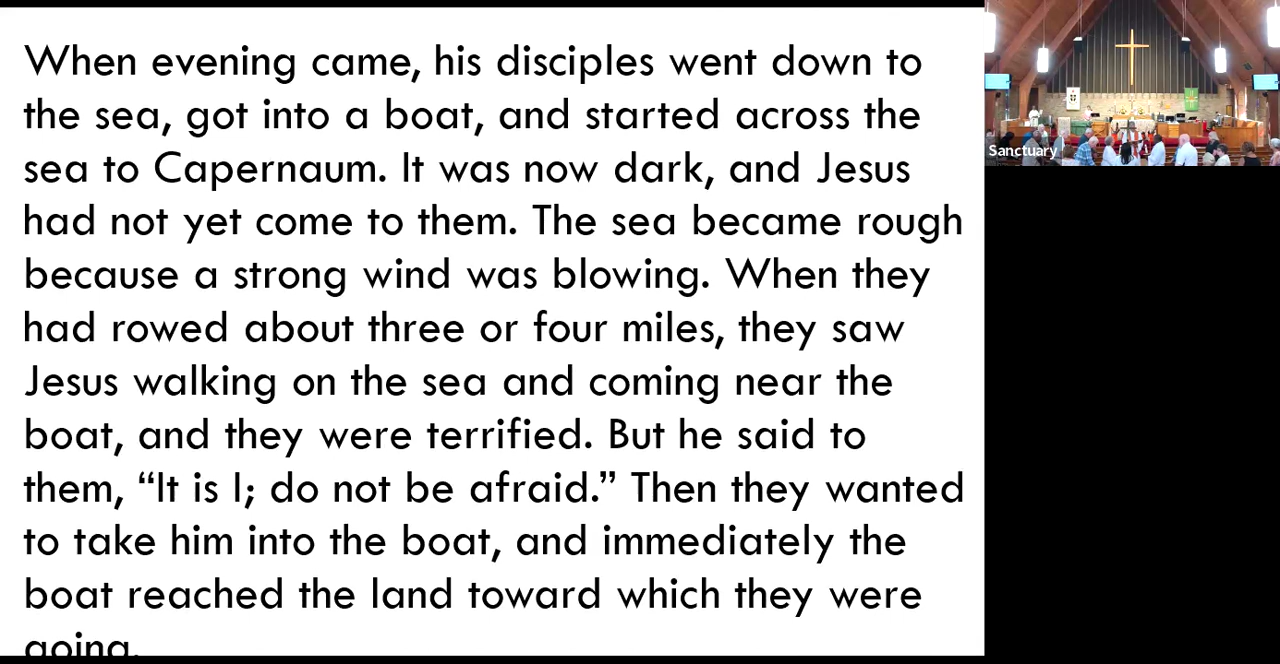 When evening came, his disciples went down to
the sea, got into a boat, and started across the
sea to Capernaum. It was now dark, and Jesus
had not yet come to them. The sea became rough
because a strong wind was blowing. When they
had rowed about three or four miles, they saw
Jesus walking on the sea and coming near the
boat, and they were terrified. But he said to
them, “It is I; do not be afraid.” Then they wanted
to take him into the boat, and immediately the
boat reached the land toward which they were
going.
Sanctuary